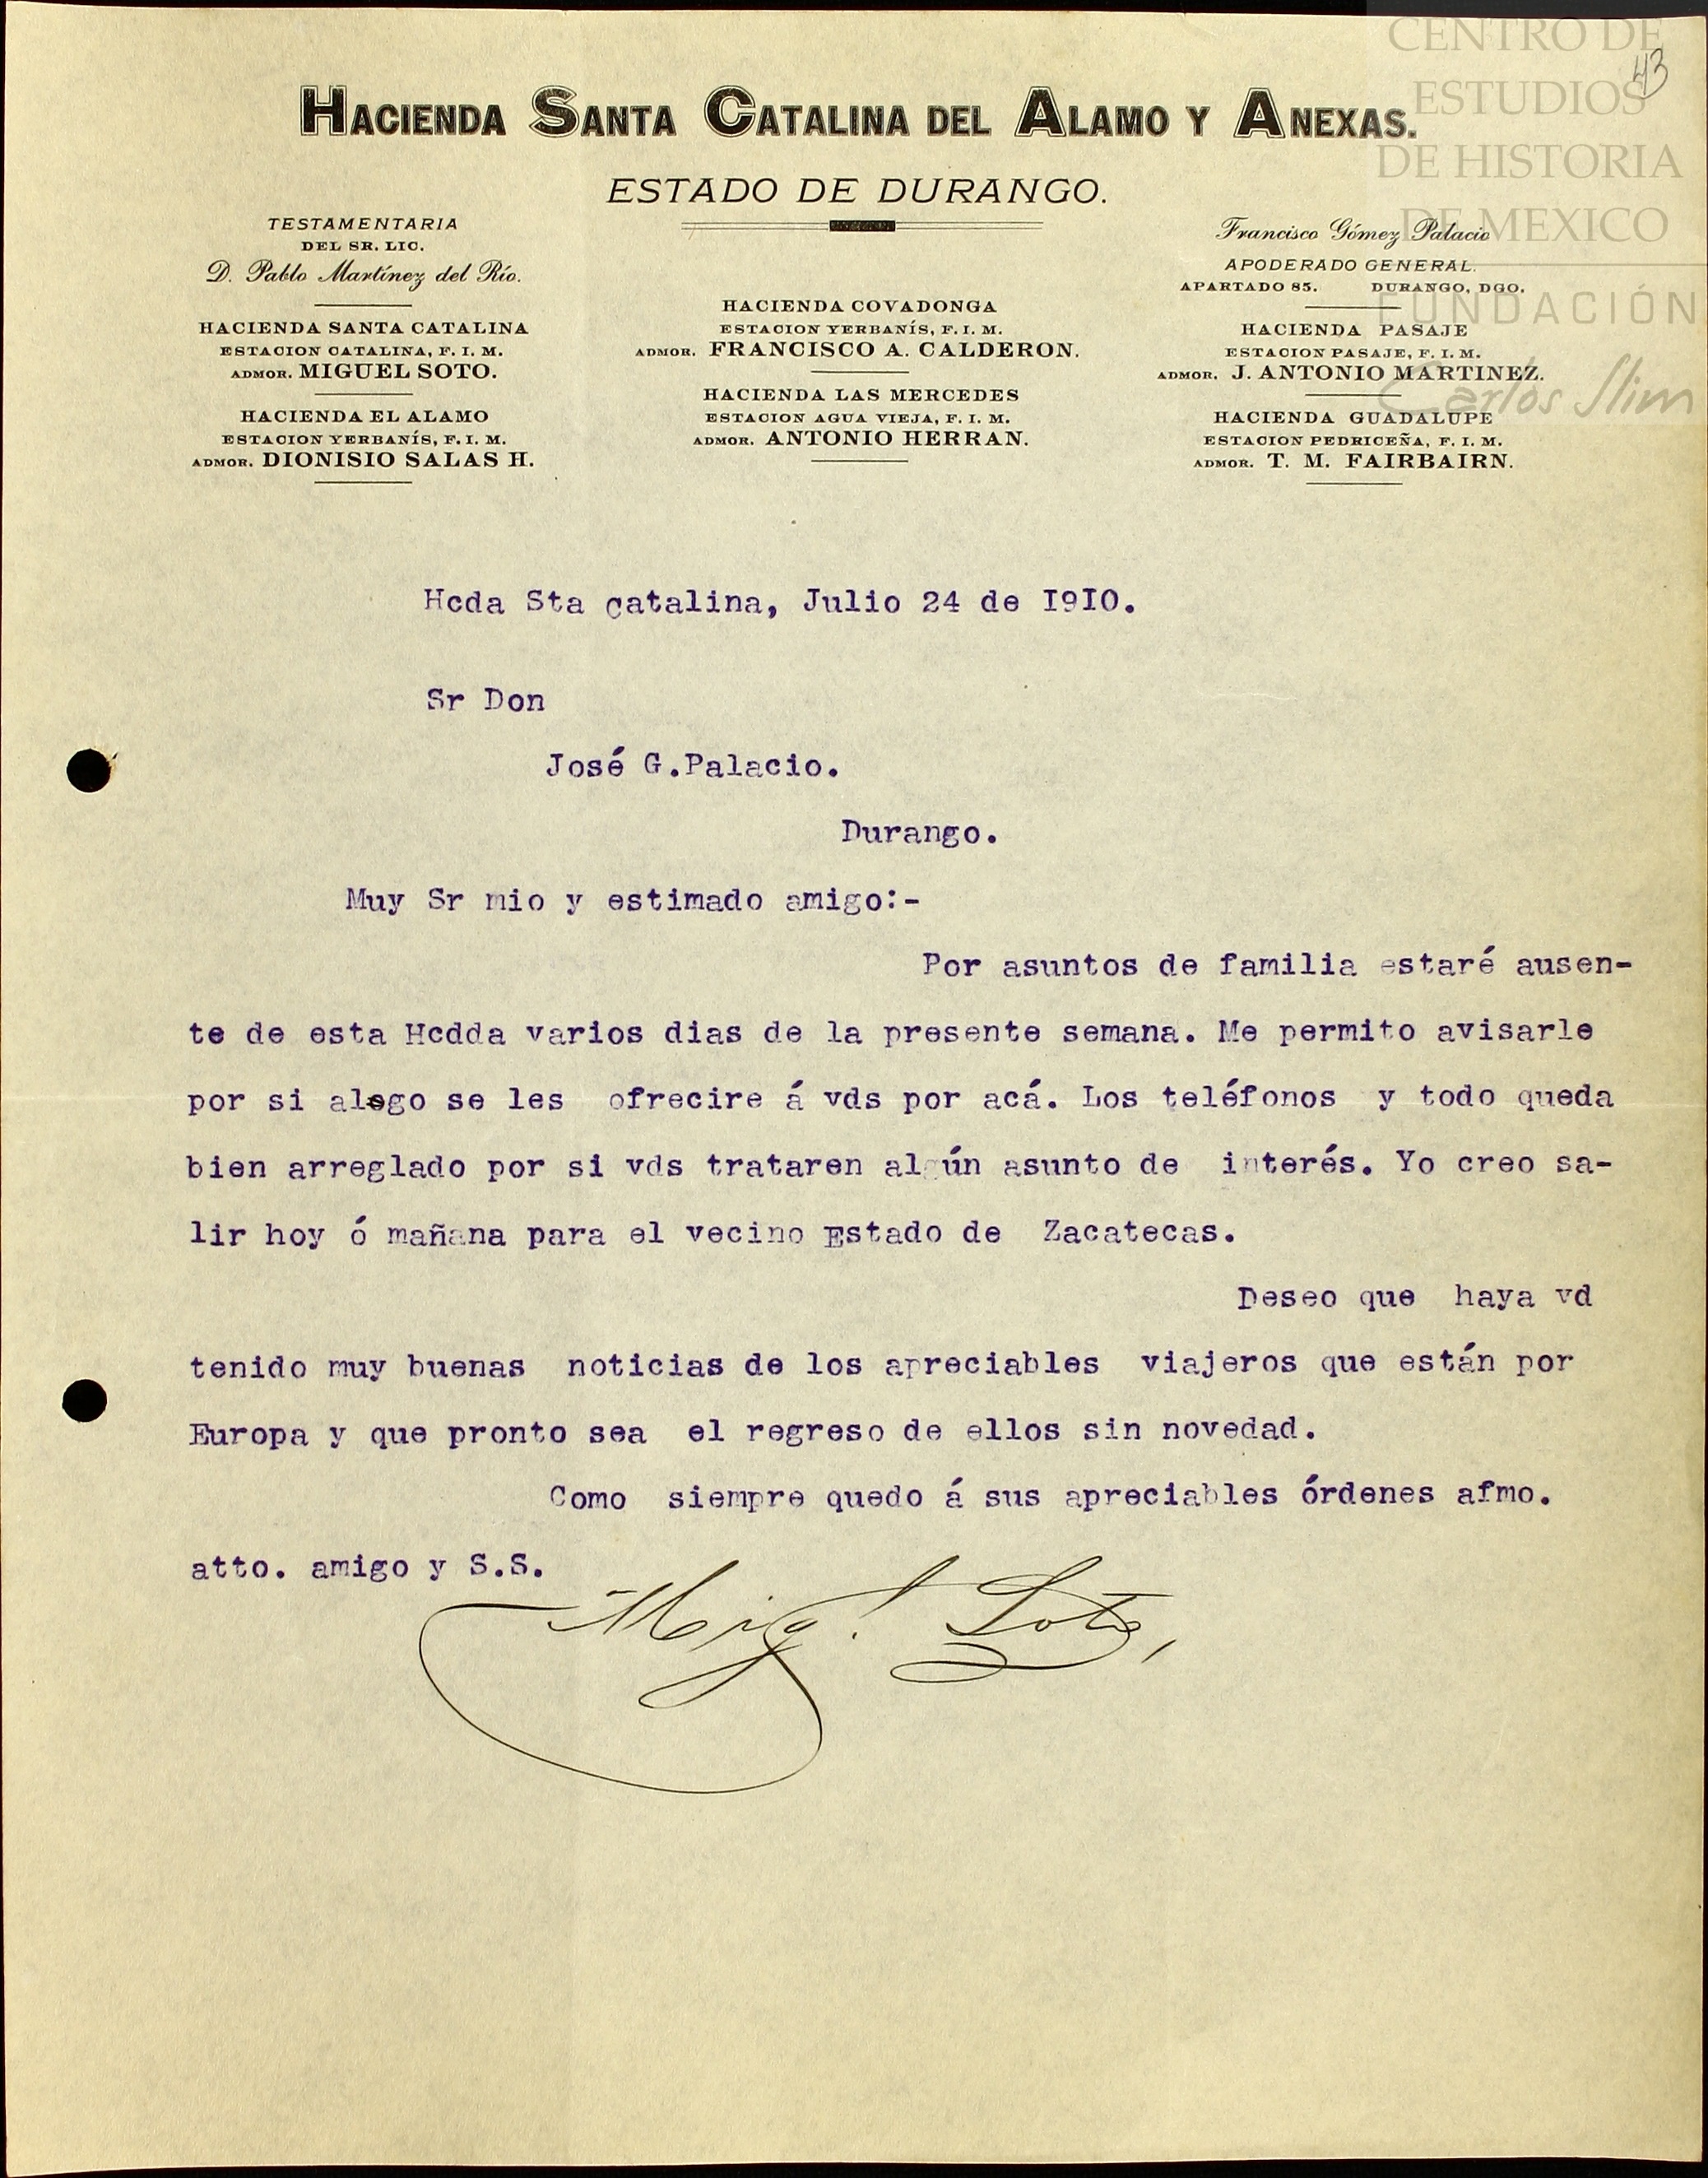 CENTRO DE
ESTUDIOS
DE HISTORIA
DE MEXICO
FUNDACIÓN
Carlos Slim
43
HACIENDA SANTA CATALINA DEL ALAMO Y ANEXAS.
ESTADO DE DURANGO.
TESTAMENTARIA
DEL SR. LIC.
D. Pablo Martínez del Río.
HACIENDA SANTA CATALINA
ESTACION CATALINA, F. I. M.
ADMOR. MIGUEL SOTO.
HACIENDA EL ALAMO
ESTACION YERBANÍS, F. I. M.
ADMOR. DIONISIO SALAS H.
HACIENDA COVADONGA
ESTACION YERBANÍS, F. I. M.
ADMOR. FRANCISCO A. CALDERON.
HACIENDA LAS MERCEDES
ESTACION AGUA VIEJA, F. I. M.
ADMOR. ANTONIO HERRAN.
Francisco Gómez Palacio
APODERADO GENERAL.
APARTADO 85. DURANGO, DGO.
HACIENDA PASAJE
ESTACION PASAJE, F. I. M.
ADMOR. J. ANTONIO MARTINEZ.
HACIENDA GUADALUPE
ESTACION PEDRICEÑA, F. I. M.
ADMOR. T. M. FAIRBAIRN.
Hcda Sta Catalina, Julio 24 de I9I0.
Sr Don
José G.Palacio.
Durango.
Muy Sr mio y estimado amigo:-
Por asuntos de familia estaré ausen-
te de esta Hcdda varios dias de la presente semana. Me permito avisarle
por si alogo se les ofrecire á vds por acá. Los teléfonos y todo queda
bien arreglado por si vds trataren algún asunto de interés. Yo creo sa-
lir hoy ó mañana para el vecino Estado de Zacatecas.
Deseo que haya vd
tenido muy buenas noticias de los apreciables viajeros que están por
Europa y que pronto sea el regreso de ellos sin novedad.
Como siempre quedo á sus apreciables órdenes afmo.
atto. amigo y S.S.
Migl. Soto,